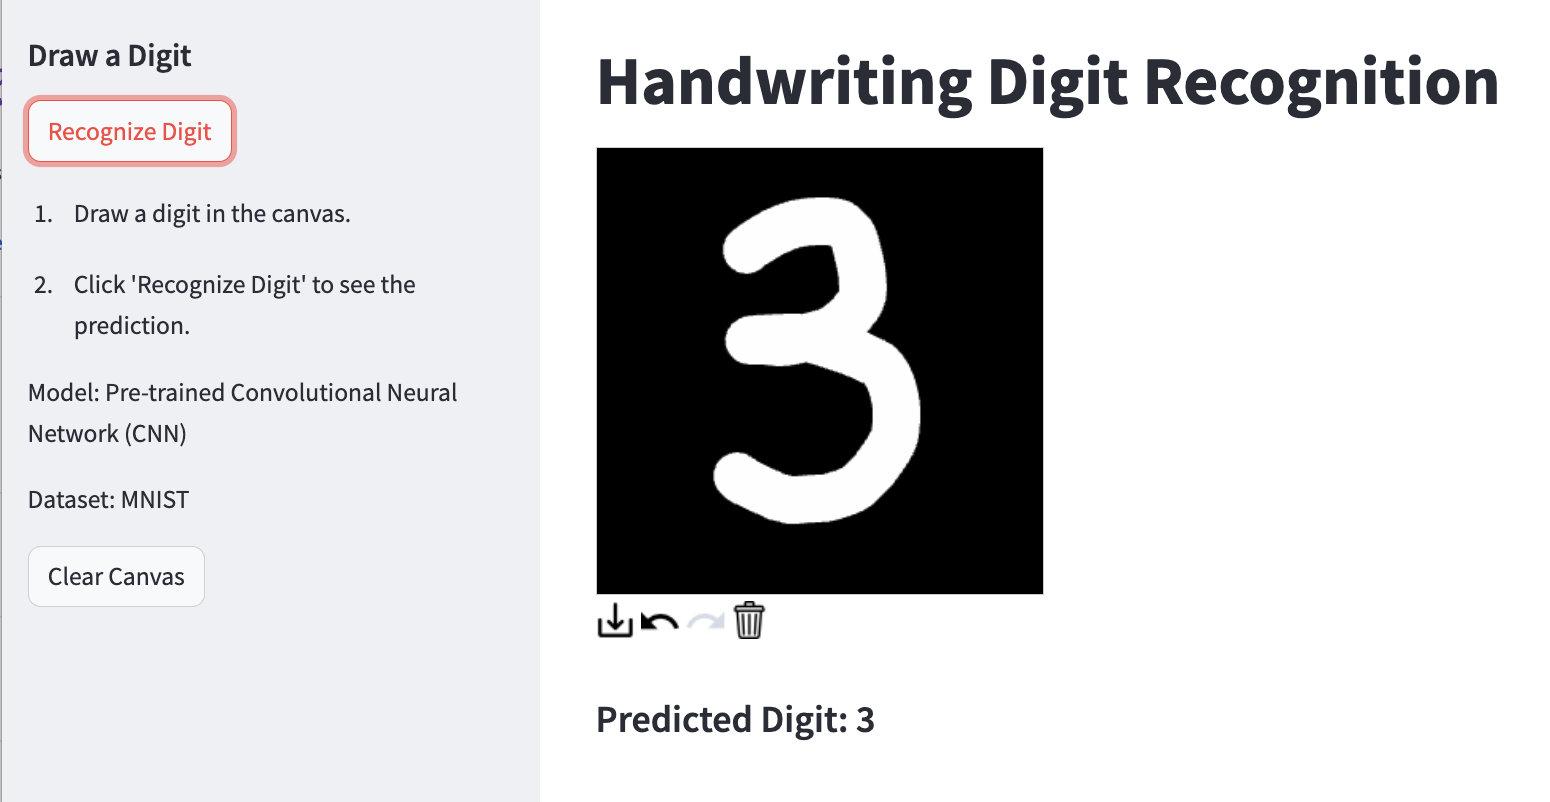 Draw a Digit
Recognize Digit
1. Draw a digit in the canvas.
2. Click 'Recognize Digit' to see the
prediction.
Model: Pre-trained Convolutional Neural
Network (CNN)
Dataset: MNIST
Clear Canvas
Handwriting Digit Recognition
3
Predicted Digit: 3